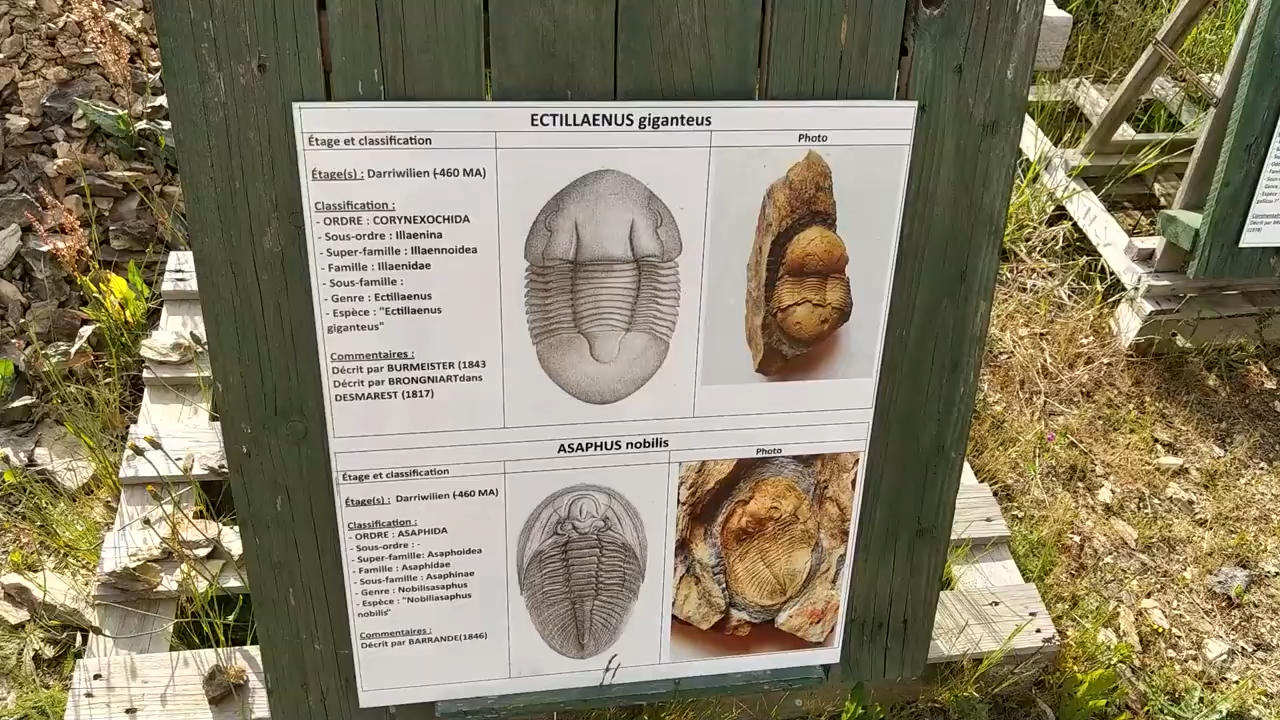 ECTILLAENUS giganteus
Étage et classification
Photo
Étage(s) : Darriwilien (-460 MA)
Classification :
- ORDRE : CORYNEXOCHIDA
- Sous-ordre : Illaenina
- Super-famille : Illaennoidea
- Famille : Illaenidae
- Sous-famille :
- Genre : Ectillaenus
- Espèce : "Ectillaenus
giganteus"
Commentaires :
Décrit par BURMEISTER (1843
Décrit par BRONGNIARTdans
DESMAREST (1817)
ASAPHUS nobilis
Étage et classification
Photo
Étage(s) : Darriwilien (-460 MA)
Classification :
- ORDRE : ASAPHIDA
- Sous-ordre : -
- Super-famille: Asaphoidea
- Famille : Asaphidae
- Sous-famille : Asaphinae
- Genre : Nobilisasaphus
- Espèce : "Nobiliasaphus
nobilis"
Commentaires :
Décrit par BARRANDE(1846)